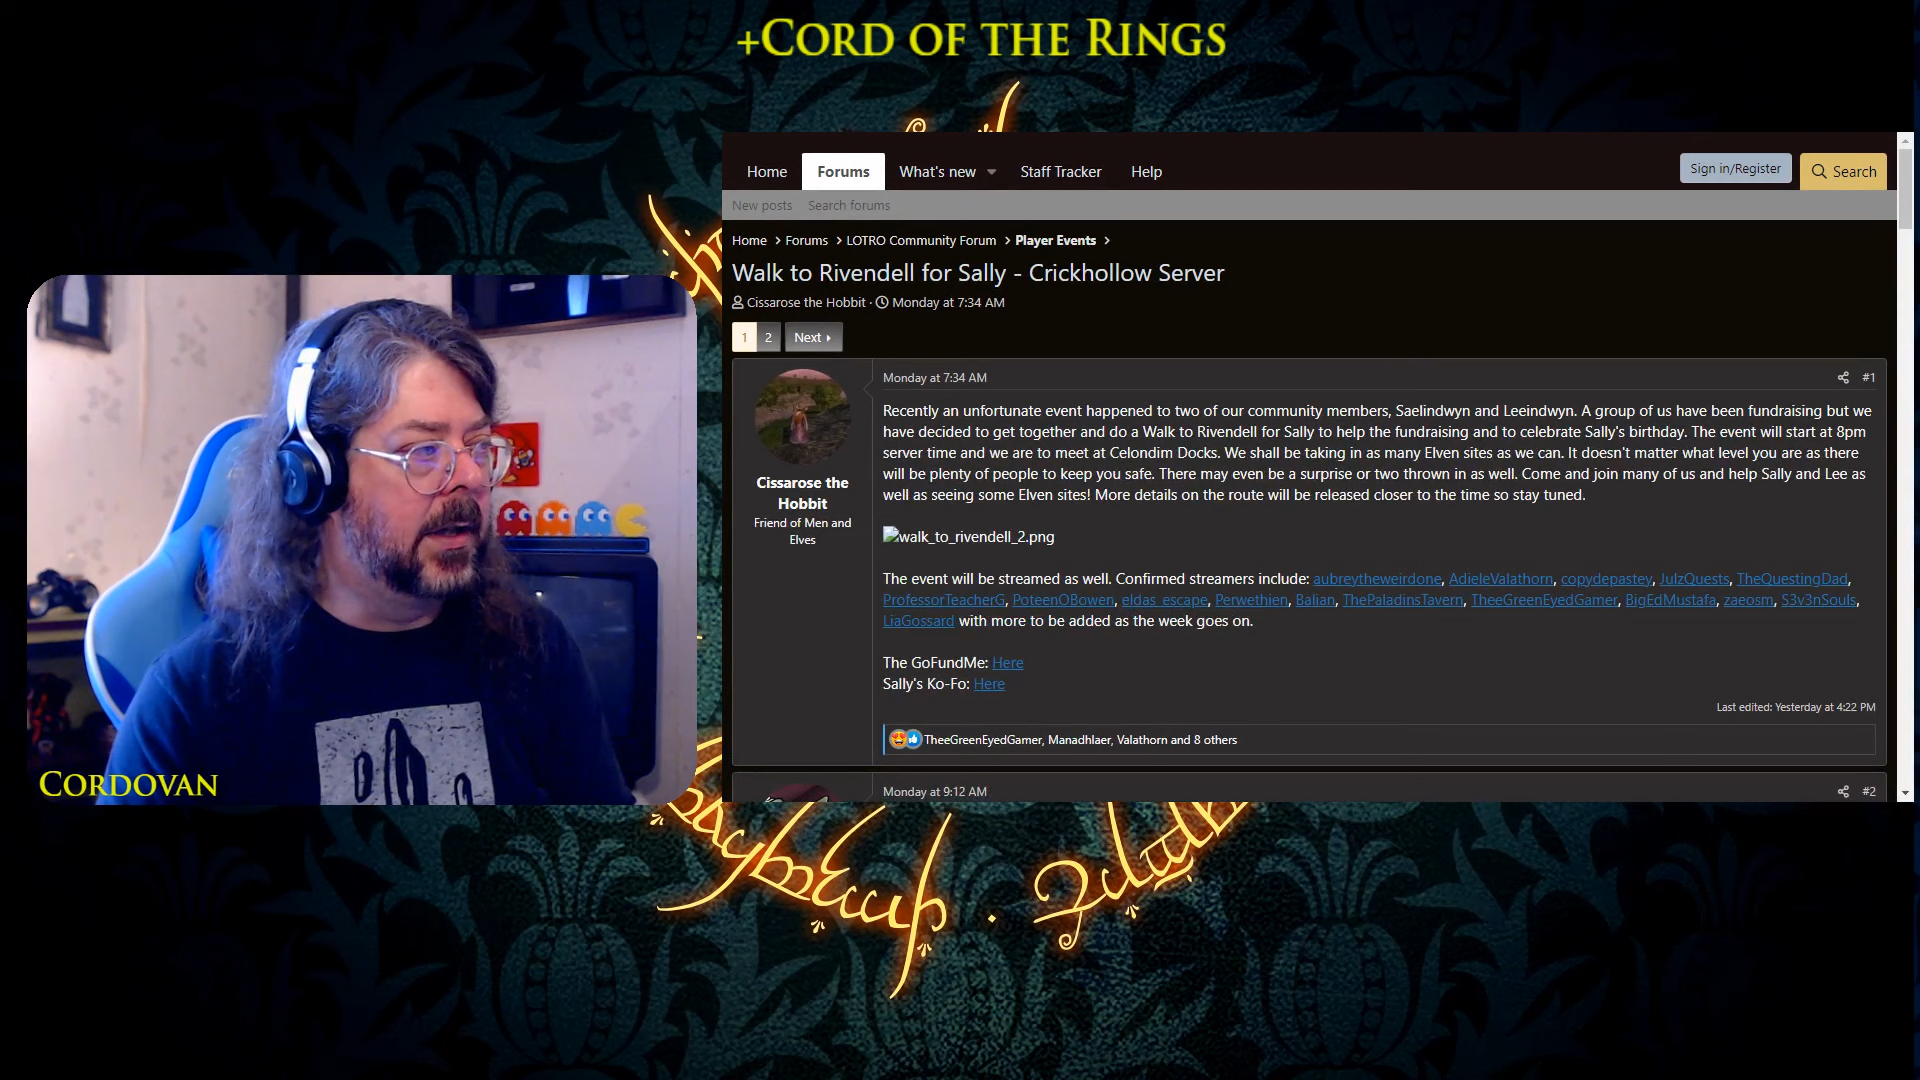 +Cord of the Rings
Home Forums What's new Staff Tracker Help Sign in/Register Search
New posts Search forums
Home > Forums > LOTRO Community Forum > Player Events >
Walk to Rivendell for Sally - Crickhollow Server
Cissarose the Hobbit · Monday at 7:34 AM
1 2 Next
Cissarose the
Hobbit
Friend of Men and
Elves
Monday at 7:34 AM #1
Recently an unfortunate event happened to two of our community members, Saelindwyn and Leeindwyn. A group of us have been fundraising but we
have decided to get together and do a Walk to Rivendell for Sally to help the fundraising and to celebrate Sally's birthday. The event will start at 8pm
server time and we are to meet at Celondim Docks. We shall be taking in as many Elven sites as we can. It doesn't matter what level you are as there
will be plenty of people to keep you safe. There may even be a surprise or two thrown in as well. Come and join many of us and help Sally and Lee as
well as seeing some Elven sites! More details on the route will be released closer to the time so stay tuned.
walk_to_rivendell_2.png
The event will be streamed as well. Confirmed streamers include: aubreytheweirdone, AdieleValathorn, copydepastey, JulzQuests, TheQuestingDad,
ProfessorTeacherG, PoteenOBowen, eldas_escape, Perwethien, Balian, ThePaladinsTavern, TheeGreenEyedGamer, BigEdMustafa, zaeosm, S3v3nSouls,
LiaGossard with more to be added as the week goes on.
The GoFundMe: Here
Sally's Ko-Fo: Here
Last edited: Yesterday at 4:22 PM
TheeGreenEyedGamer, Manadhlaer, Valathorn and 8 others
Monday at 9:12 AM #2
Cordovan